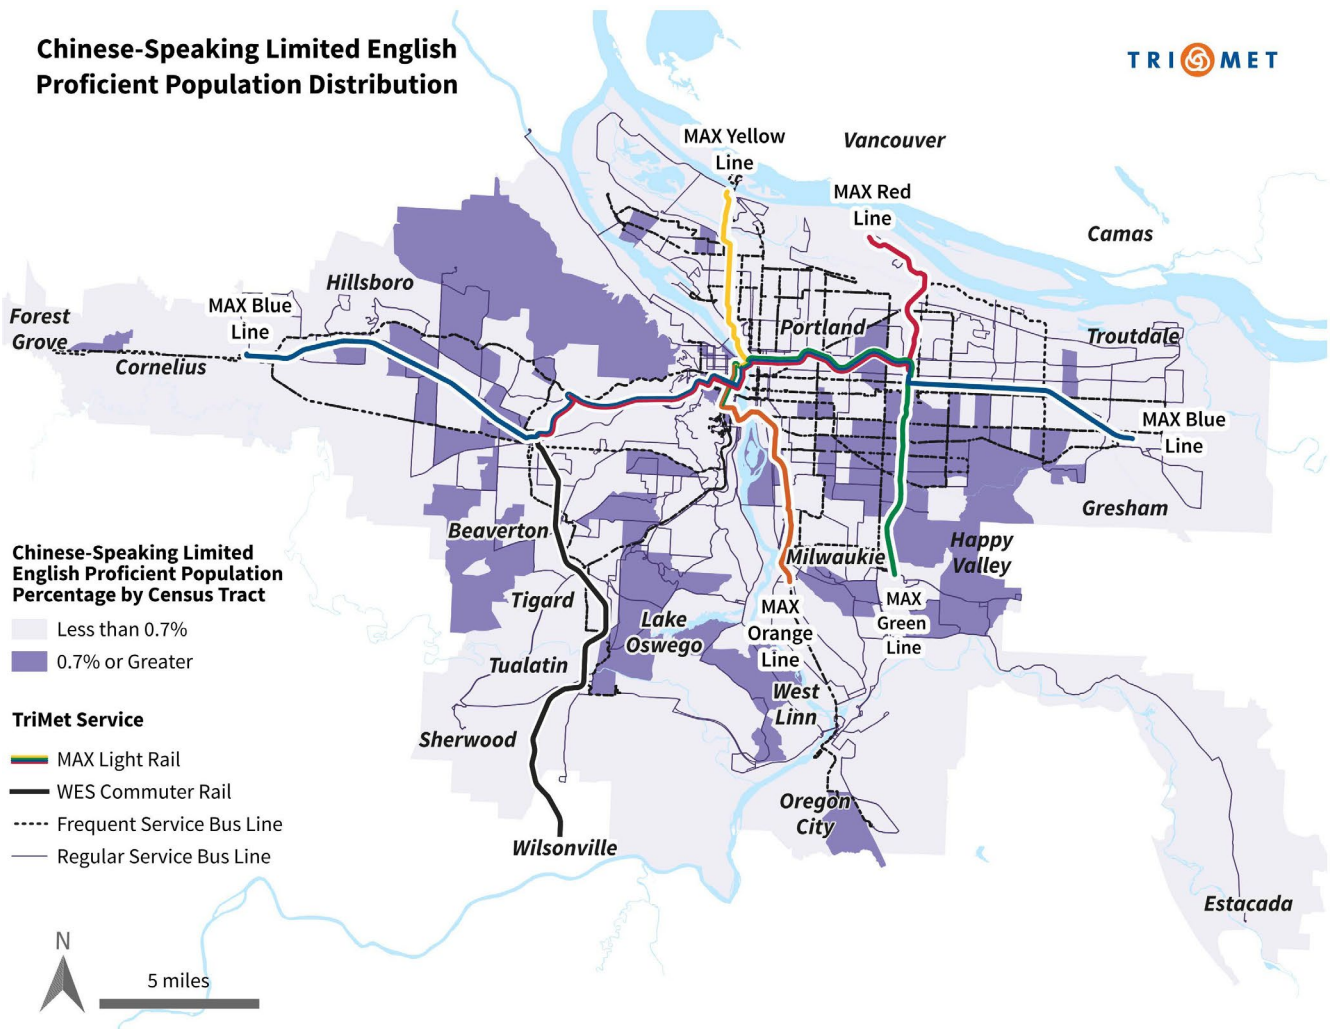 Chinese-Speaking Limited English
Proficient Population Distribution
TRI MET
MAX Yellow
Line
Vancouver
MAX Red
Line
Camas
Hillsboro
MAX Blue
Line
Forest
Grove
Cornelius
Portland
Troutdale
MAX Blue
Line
Gresham
Beaverton
Happy
Valley
Milwaukie
Tigard
MAX
Green
Line
MAX
Orange
Line
Lake
Oswego
Tualatin
West
Linn
Sherwood
Oregon
City
Wilsonville
Estacada
Chinese-Speaking Limited
English Proficient Population
Percentage by Census Tract
Less than 0.7%
0.7% or Greater
TriMet Service
MAX Light Rail
WES Commuter Rail
Frequent Service Bus Line
Regular Service Bus Line
N
5 miles